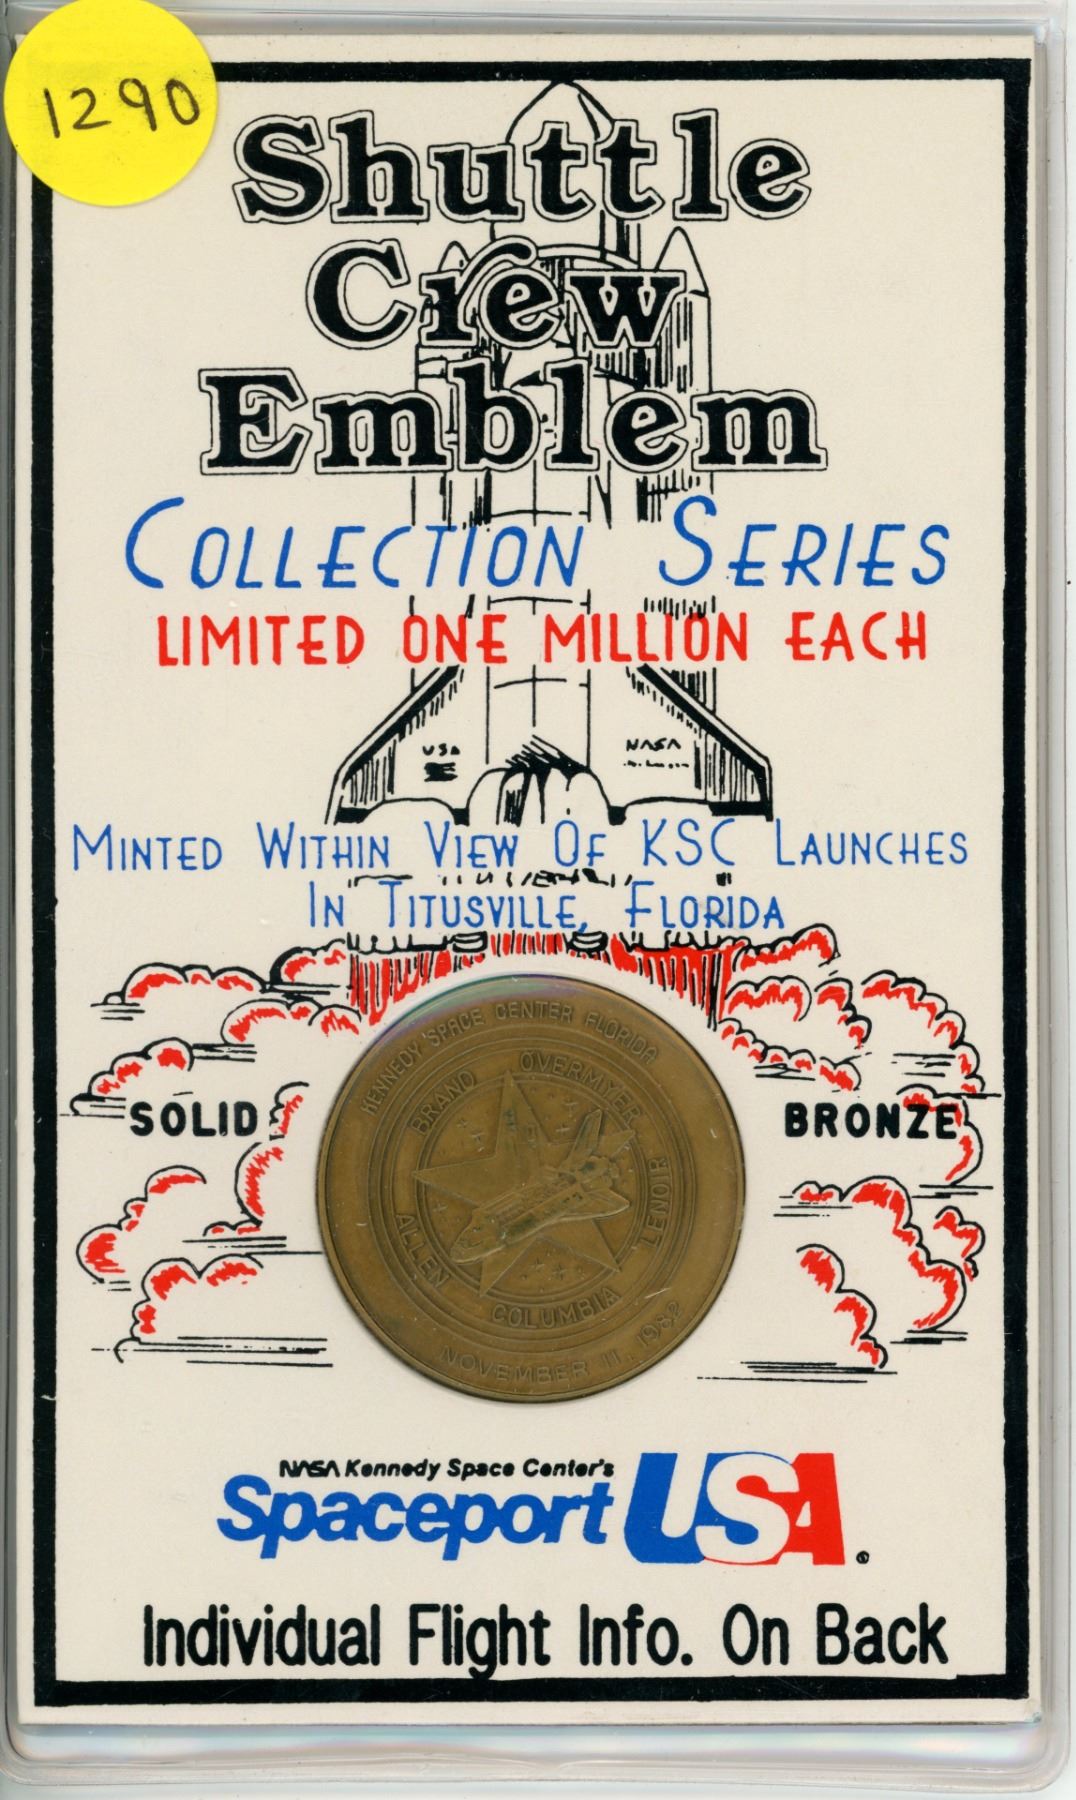 1290
Shuttle
Crew
Emblem
COLLECTION SERIES
LIMITED ONE MILLION EACH
USA
NASA
MINTED WITHIN VIEW OF KSC LAUNCHES
IN TITUSVILLE, FLORIDA
KENNEDY SPACE CENTER FLORIDA
BRAND OVERMYER
SOLID
BRONZE
ALLEN
LENOIR
COLUMBIA
NOVEMBER 11, 1982
NASA Kennedy Space Center's
Spaceport USA
Individual Flight Info. On Back